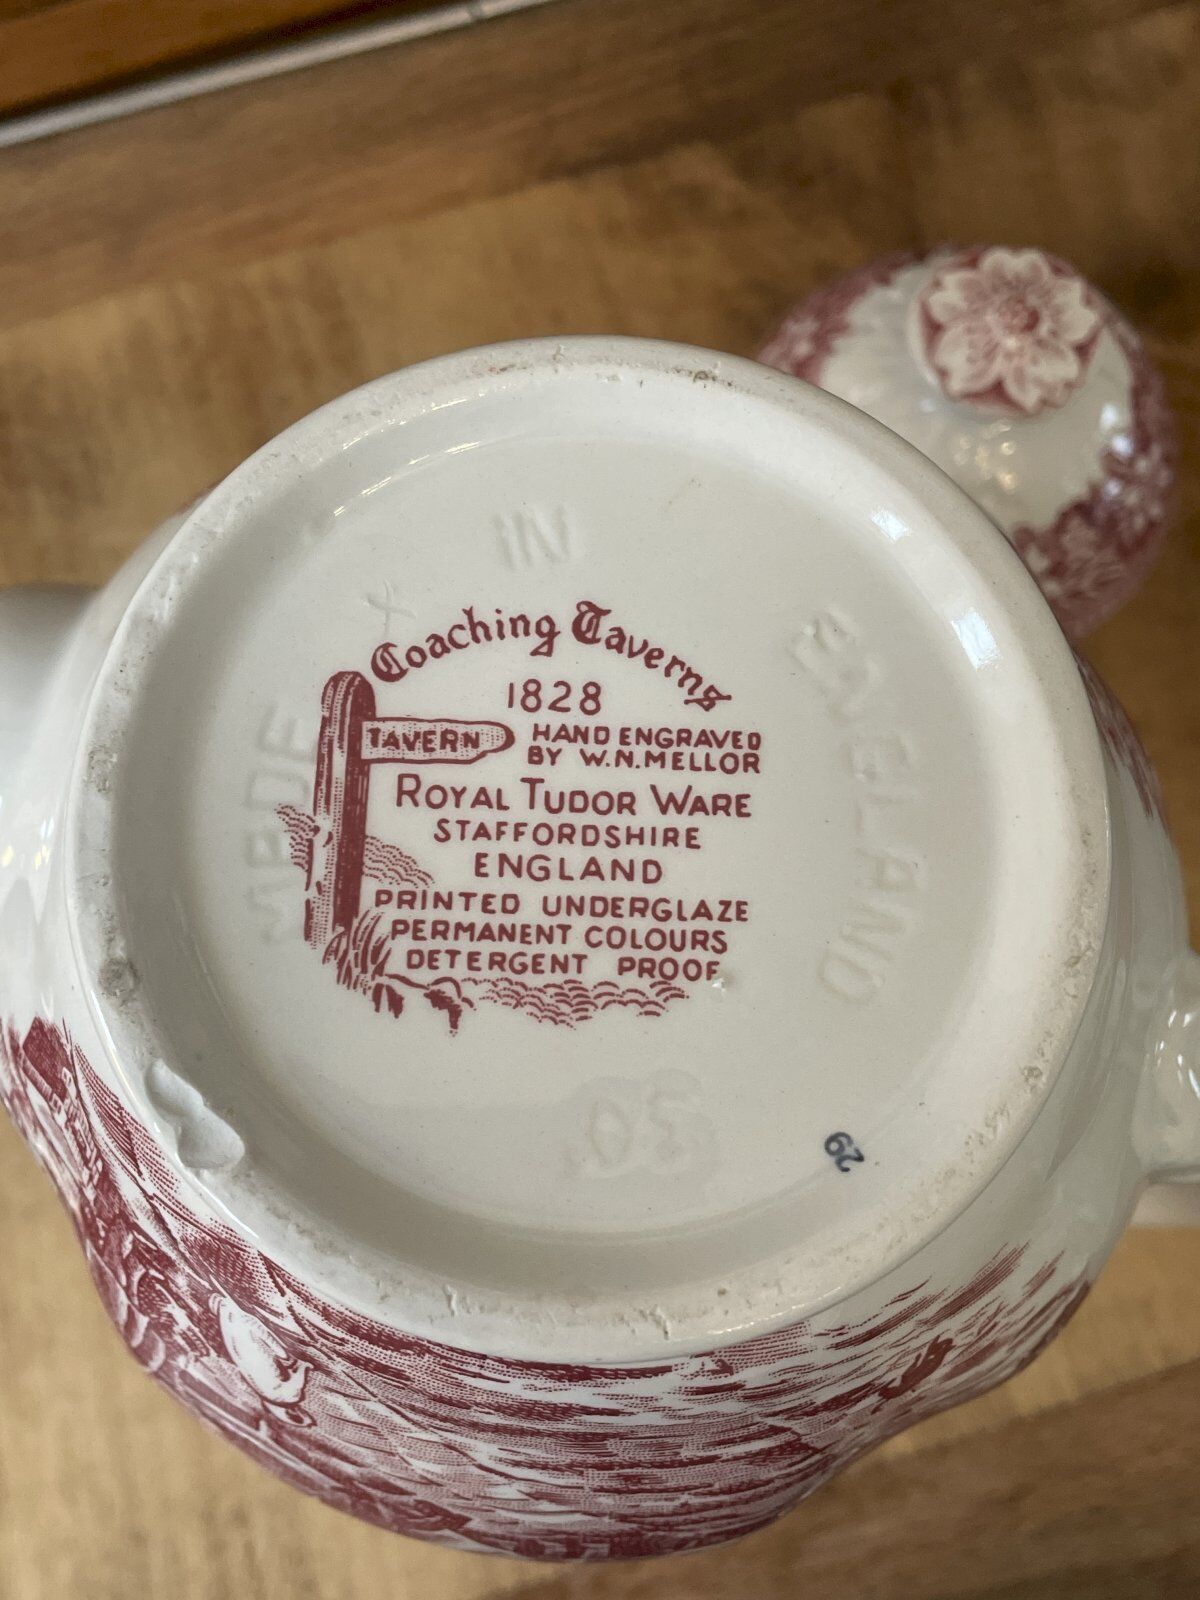 MADE
IN
ENGLAND
Coaching Taverns
1828
TAVERN
HAND ENGRAVED
BY W.N.MELLOR
ROYAL TUDOR WARE
STAFFORDSHIRE
ENGLAND
PRINTED UNDERGLAZE
PERMANENT COLOURS
DETERGENT PROOF
30
29